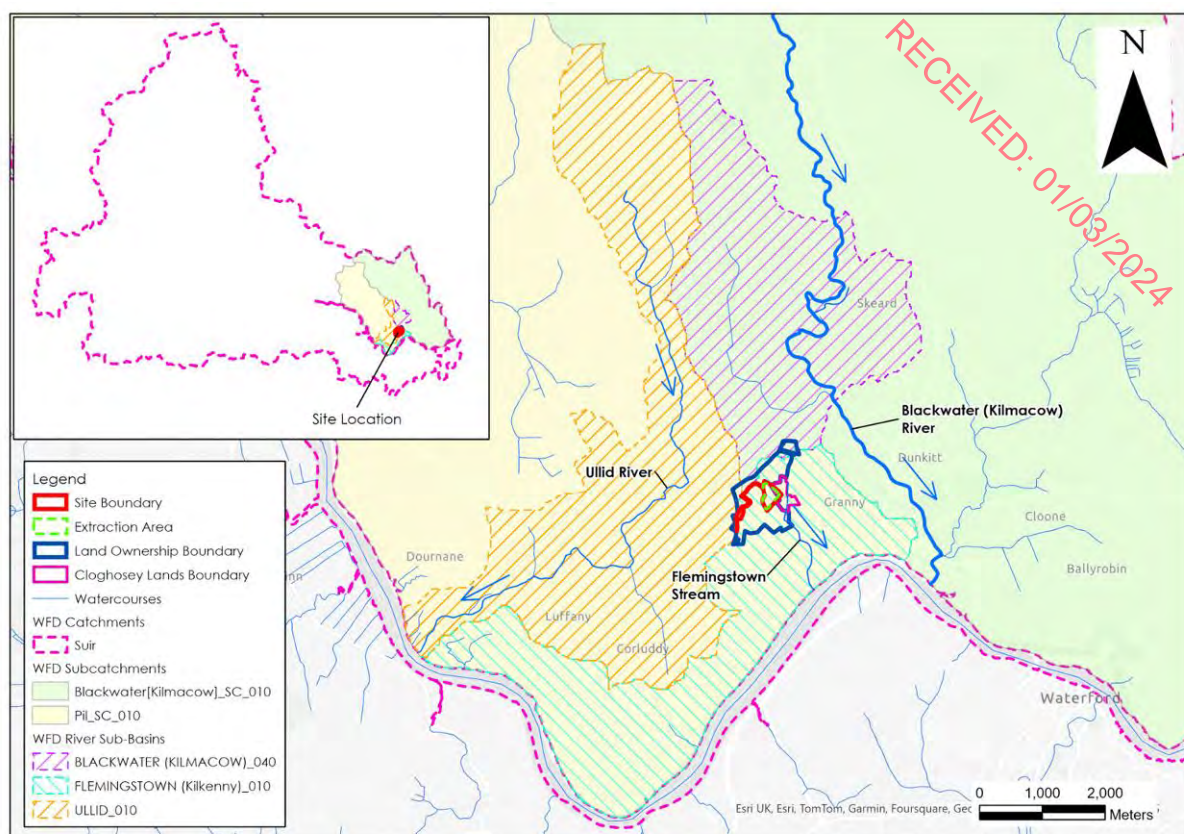 Site Location
N
RECEIVED: 01/03/2024
Skeard
Blackwater (Kilmacow)
River
Dunkitt
Ullid River
Granny
Cloone
Ballyrobin
Dournane
Flemingstown
Stream
Luffany
Corluddy
Waterford
Legend
Site Boundary
Extraction Area
Land Ownership Boundary
Cloghosey Lands Boundary
Watercourses
WFD Catchments
Suir
WFD Subcatchments
Blackwater[Kilmacow]_SC_010
Pil_SC_010
WFD River Sub-Basins
BLACKWATER (KILMACOW)_040
FLEMINGSTOWN (Kilkenny)_010
ULLID_010
Esri UK, Esri, TomTom, Garmin, Foursquare,
0 1,000 2,000
Meters